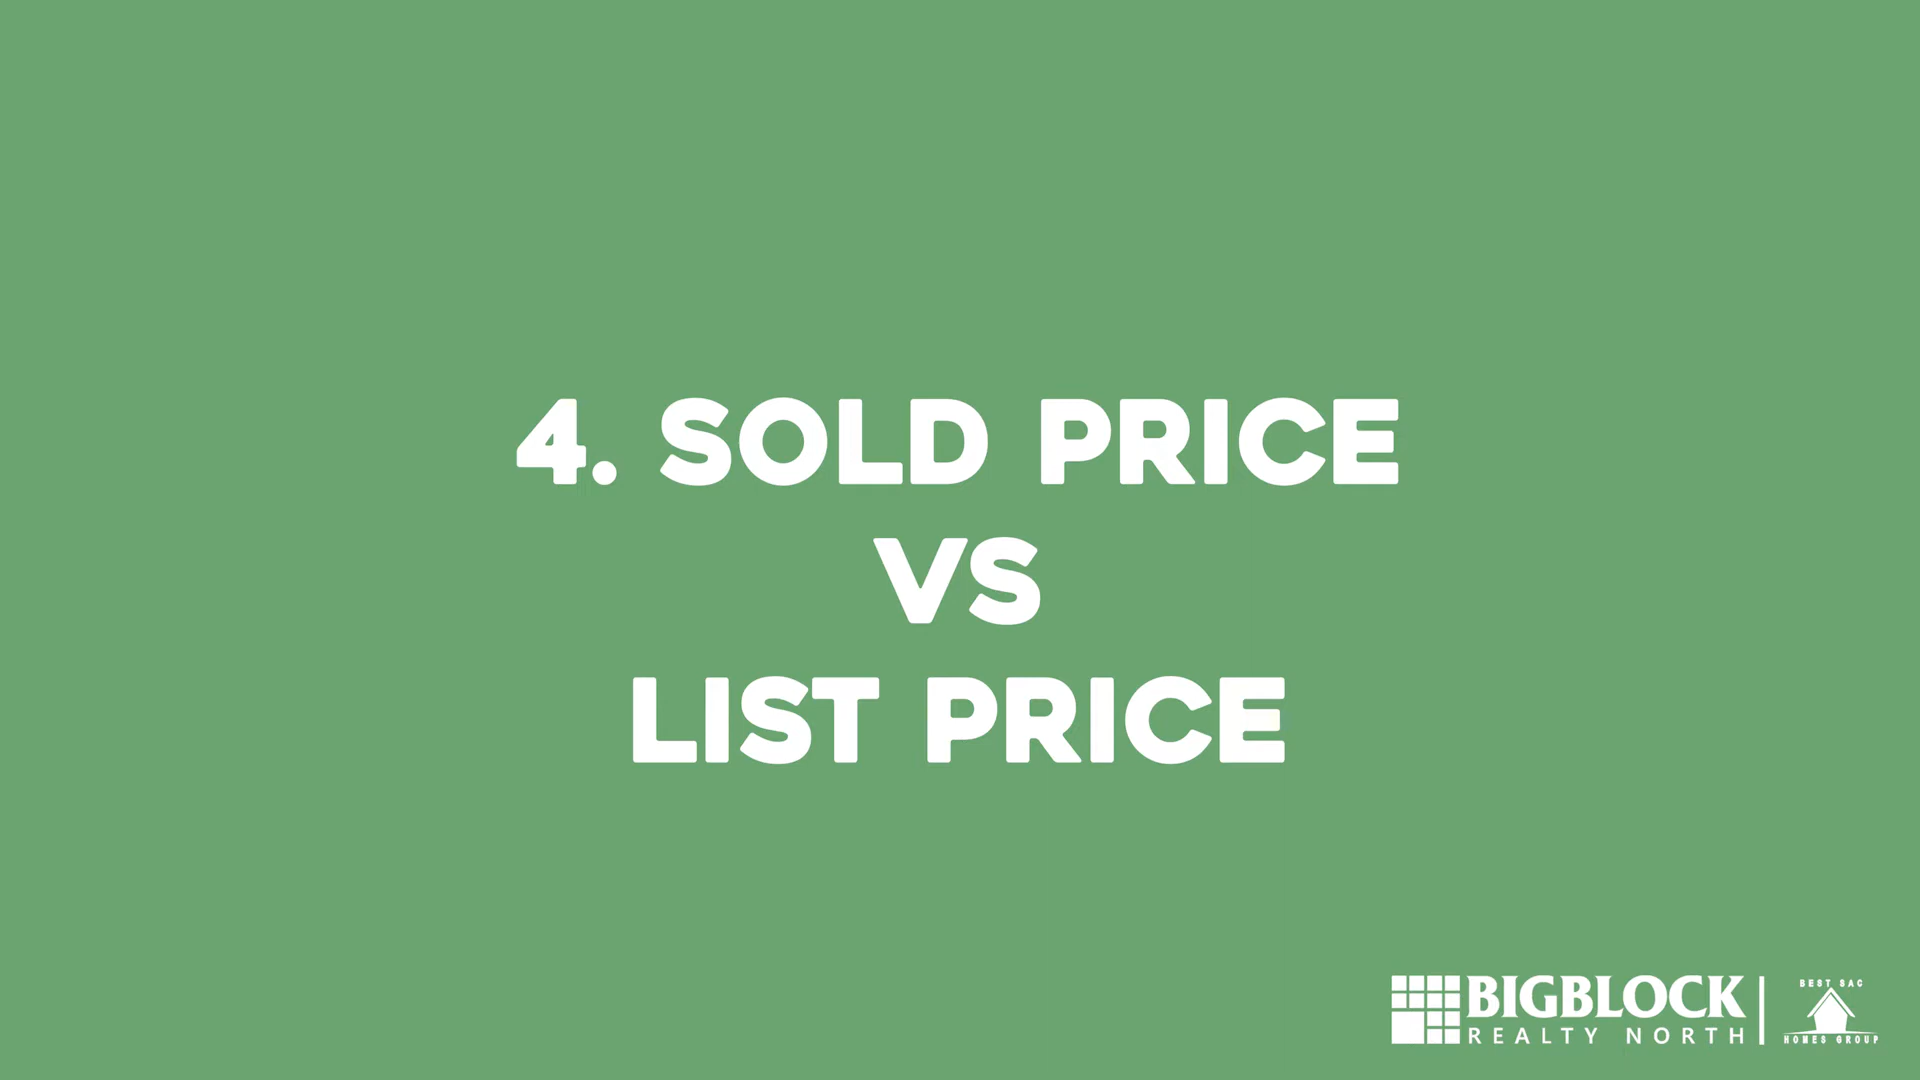 4. SOLD PRICE
VS
LIST PRICE
BIGBLOCK
REALTY NORTH
BEST SAC
HOMES GROUP